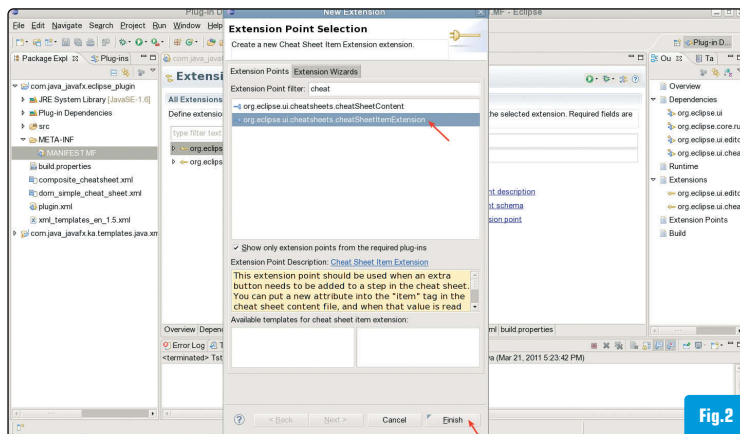 Plug-in D
New Extension
.MF - Eclipse
File Edit Navigate Search Project Run Window Help
Extension Point Selection
Create a new Cheat Sheet Item Extension extension.
Plug-in D...
Package Expl
Plug-ins
com.java_javaf
Ou
Ta
Extensi
Extension Points
Extension Wizards
Extension Point filter:
cheat
com.java_javafx.eclipse_plugin
JRE System Library [JavaSE-1.6]
Plug-in Dependencies
src
META-INF
MANIFEST.MF
build.properties
composite_cheatsheet.xml
dom_simple_cheat_sheet.xml
plugin.xml
xml_templates_en_1.5.xml
com.java_javafx.ka.templates.java.xm
All Extensions
Define extensio
type filter text
org.eclips
org.eclips
org.eclipse.ui.cheatsheets.cheatSheetContent
org.eclipse.ui.cheatsheets.cheatSheetItemExtension
he selected extension. Required fields are
nt description
nt schema
sion point
Overview
Dependencies
org.eclipse.ui
org.eclipse.core.ru
org.eclipse.ui.edito
org.eclipse.ui.chea
Runtime
Extensions
org.eclipse.ui.edito
org.eclipse.ui.chea
Extension Points
Build
Show only extension points from the required plug-ins
Extension Point Description: Cheat Sheet Item Extension
This extension point should be used when an extra
button needs to be added to a step in the cheat sheet.
You can put a new attribute into the "item" tag in the
cheat sheet content file, and when that value is read
Available templates for cheat sheet item extension:
Overview
Depen
ml
build.properties
Error Log
T
<terminated> Tst
va (Mar 21, 2011 5:23:42 PM)
< Back
Next >
Cancel
Finish
Fig.2